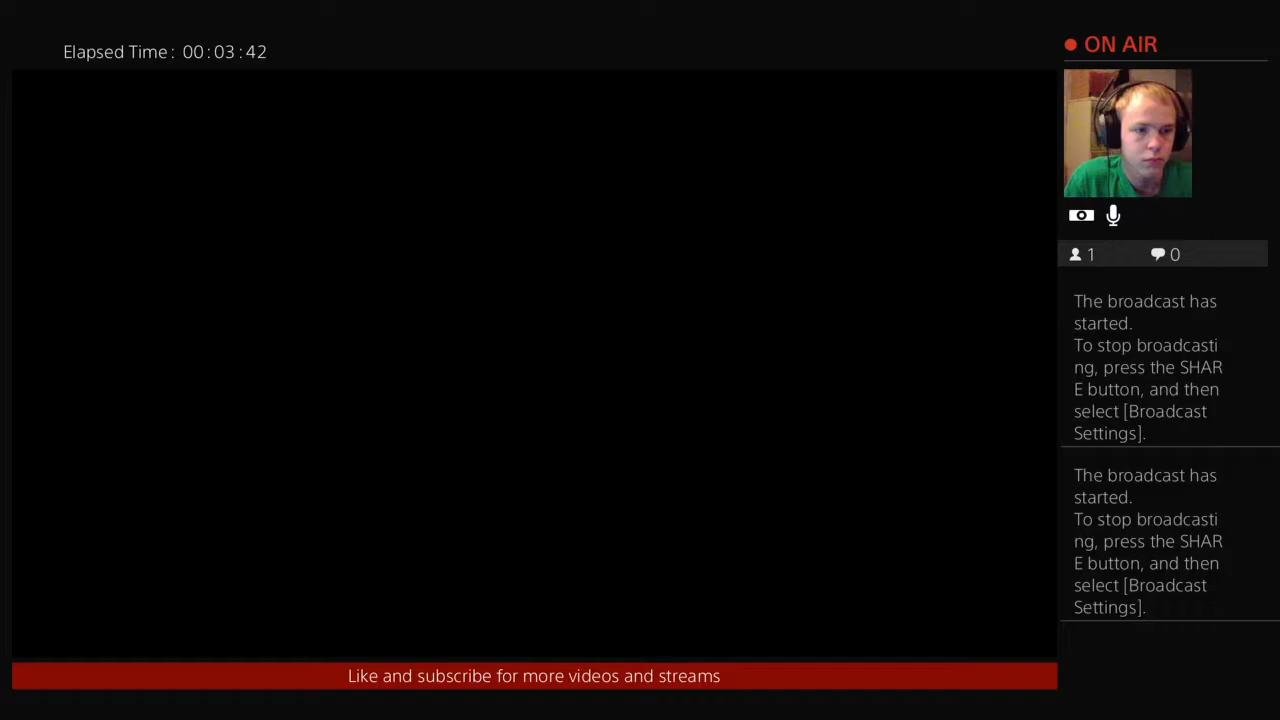 Elapsed Time: 00:03:42
ON AIR
1 0
The broadcast has
started.
To stop broadcasti
ng, press the SHAR
E button, and then
select [Broadcast
Settings].
The broadcast has
started.
To stop broadcasti
ng, press the SHAR
E button, and then
select [Broadcast
Settings].
Like and subscribe for more videos and streams